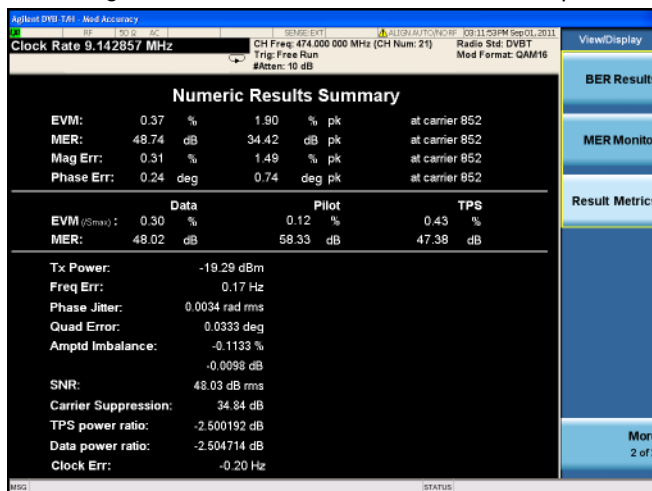 Agilent DVB-T/H - Mod Accuracy
RF 50 Ω AC SENSE:EXT ALIGN AUTO/NO RF 03:11:53 PM Sep 01, 2011
Clock Rate 9.142857 MHz
CH Freq: 474.000 000 MHz (CH Num: 21) Radio Std: DVBT
Trig: Free Run Mod Format: QAM16
#Atten: 10 dB
View/Display
BER Result
MER Monito
Result Metric
Mor
2 of
Numeric Results Summary
EVM: 0.37 % 1.90 % pk at carrier 852
MER: 48.74 dB 34.42 dB pk at carrier 852
Mag Err: 0.31 % 1.49 % pk at carrier 852
Phase Err: 0.24 deg 0.74 deg pk at carrier 852
Data Pilot TPS
EVM (/Smax) : 0.30 % 0.12 % 0.43 %
MER: 48.02 dB 58.33 dB 47.38 dB
Tx Power: -19.29 dBm
Freq Err: 0.17 Hz
Phase Jitter: 0.0034 rad rms
Quad Error: 0.0333 deg
Amptd Imbalance: -0.1133 %
-0.0098 dB
SNR: 48.03 dB rms
Carrier Suppression: 34.84 dB
TPS power ratio: -2.500192 dB
Data power ratio: -2.504714 dB
Clock Err: -0.20 Hz
MSG STATUS